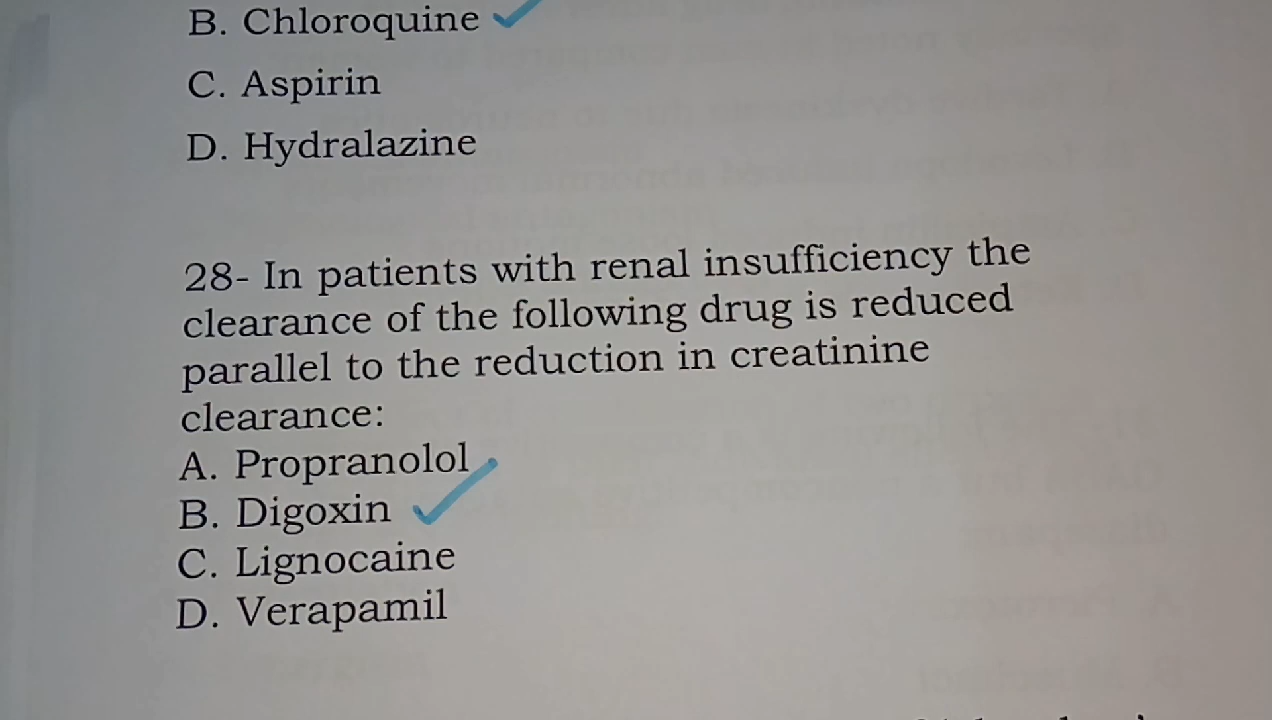 B. Chloroquine
C. Aspirin
D. Hydralazine
28- In patients with renal insufficiency the
clearance of the following drug is reduced
parallel to the reduction in creatinine
clearance:
A. Propranolol
B. Digoxin
C. Lignocaine
D. Verapamil